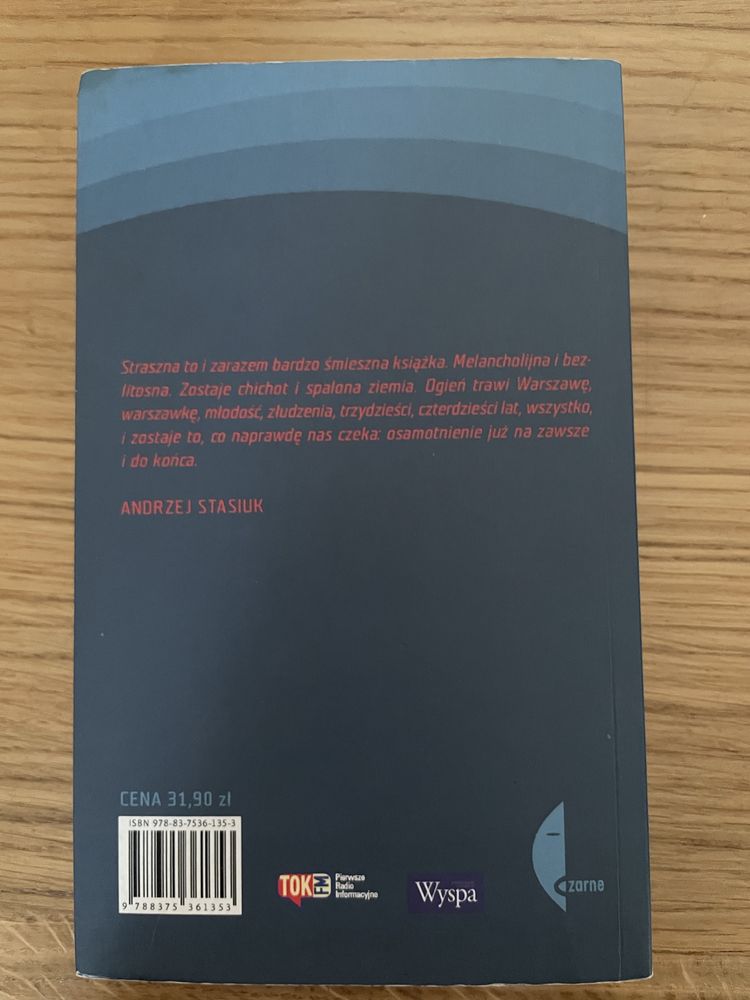 Straszna to i zarazem bardzo śmieszna książka. Melancholijna i bez-
litosna. Zostaje chichot i spalona ziemia. Ogień trawi Warszawę,
warszawkę, młodość, złudzenia, trzydzieści, czterdzieści lat, wszystko,
i zostaje to, co naprawdę nas czeka: osamotnienie już na zawsze
i do końca.
ANDRZEJ STASIUK
CENA 31,90 zł
ISBN 978-83-7536-135-3
9 788375 361353
TOK FM
Pierwsze
Radio
Informacyjne
Wyspa
czarne